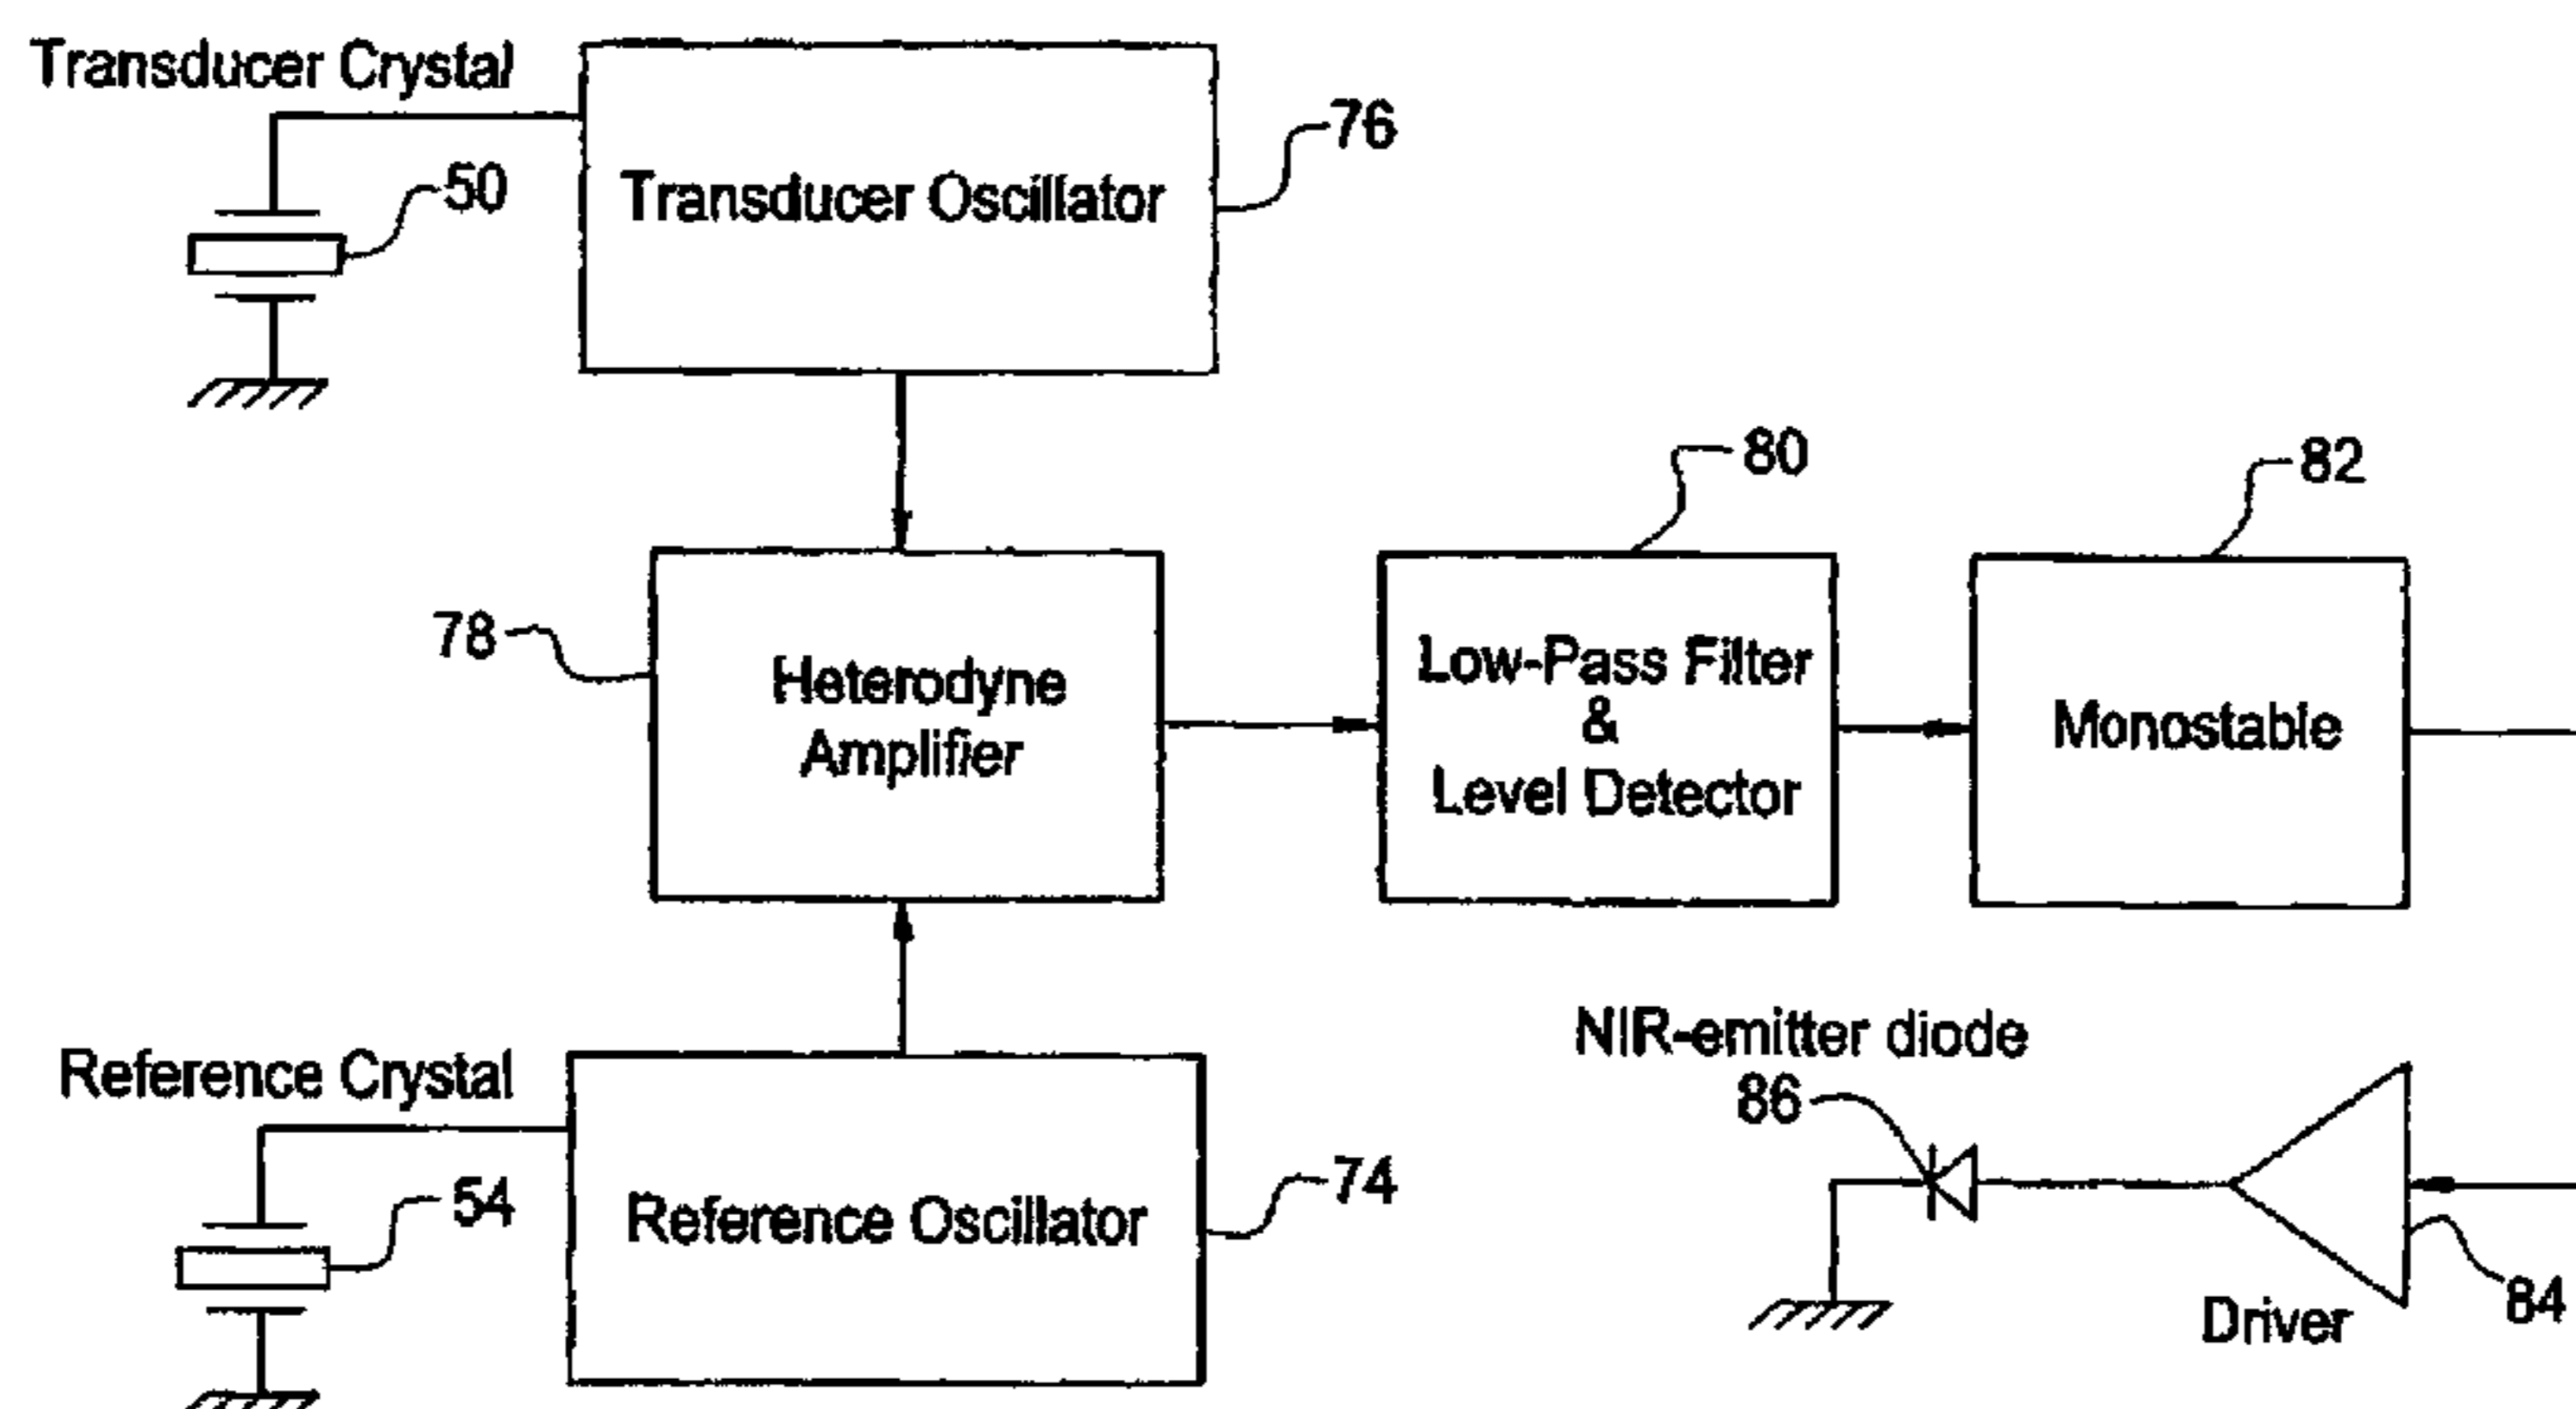 Transducer Crystal
50
Transducer Oscillator
76
78
Heterodyne
Amplifier
80
Low-Pass Filter
&
Level Detector
82
Monostable
Reference Crystal
54
Reference Oscillator
74
NIR-emitter diode
86
84
Driver